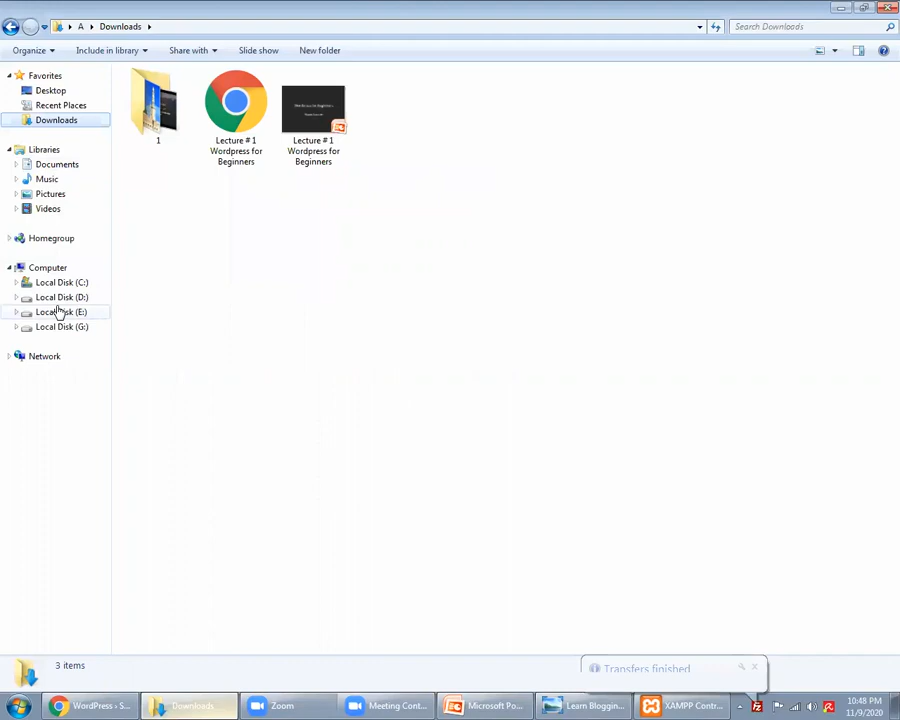 A Downloads
Search Downloads
Organize Include in library Share with Slide show New folder
Favorites
Desktop
Recent Places
Downloads
Libraries
Documents
Music
Pictures
Videos
Homegroup
Computer
Local Disk (C:)
Local Disk (D:)
Local Disk (E:)
Local Disk (G:)
Network
1
Lecture # 1
Wordpress for
Beginners
Lecture # 1
Wordpress for
Beginners
3 items
Transfers finished
WordPress - S... Downloads Zoom Meeting Cont... Microsoft Po... Learn Bloggin... XAMPP Contr...
10:48 PM
11/9/2020